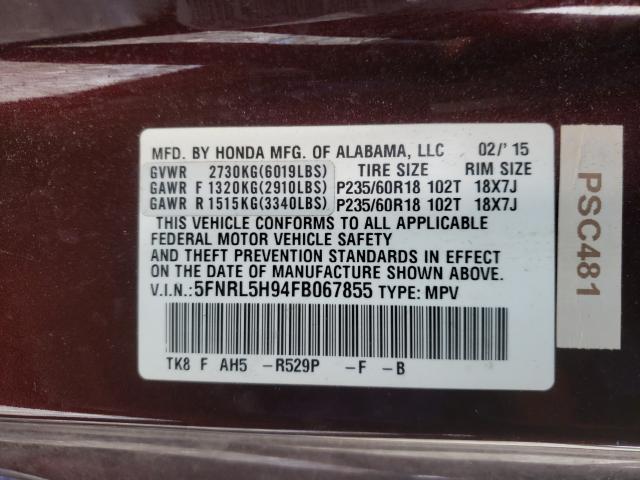 MFD. BY HONDA MFG. OF ALABAMA, LLC 02/'15
GVWR 2730KG(6019LBS) TIRE SIZE RIM SIZE
GAWR F 1320KG(2910LBS) P235/60R18 102T 18X7J
GAWR R 1515KG(3340LBS) P235/60R18 102T 18X7J
THIS VEHICLE CONFORMS TO ALL APPLICABLE
FEDERAL MOTOR VEHICLE SAFETY
AND THEFT PREVENTION STANDARDS IN EFFECT
ON THE DATE OF MANUFACTURE SHOWN ABOVE.
V.I.N.:5FNRL5H94FB067855 TYPE: MPV
TK8 F AH5 -R529P -F -B
PSC481